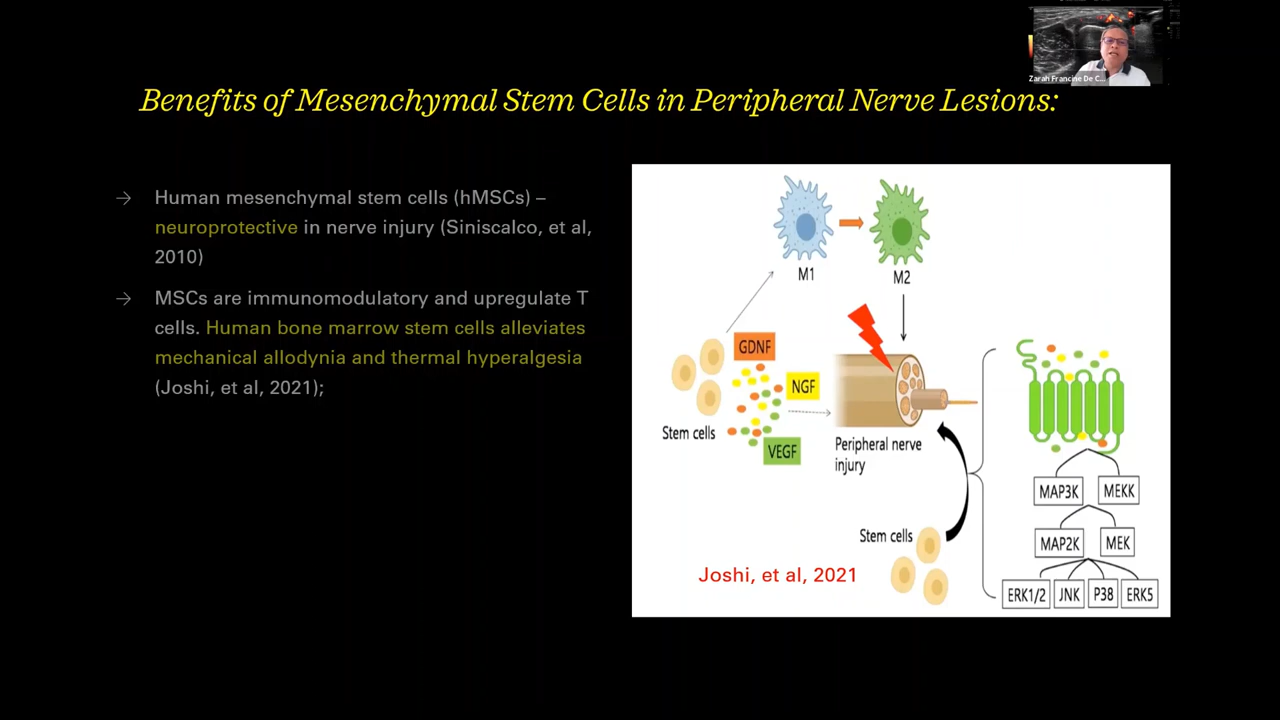 Zarah Francine De C...
Benefits of Mesenchymal Stem Cells in Peripheral Nerve Lesions:
→ Human mesenchymal stem cells (hMSCs) –
neuroprotective in nerve injury (Siniscalco, et al,
2010)
→ MSCs are immunomodulatory and upregulate T
cells. Human bone marrow stem cells alleviates
mechanical allodynia and thermal hyperalgesia
(Joshi, et al, 2021);
M1
M2
GDNF
NGF
Stem cells
VEGF
Peripheral nerve
injury
Stem cells
Joshi, et al, 2021
MAP3K
MEKK
MAP2K
MEK
ERK1/2
JNK
P38
ERK5